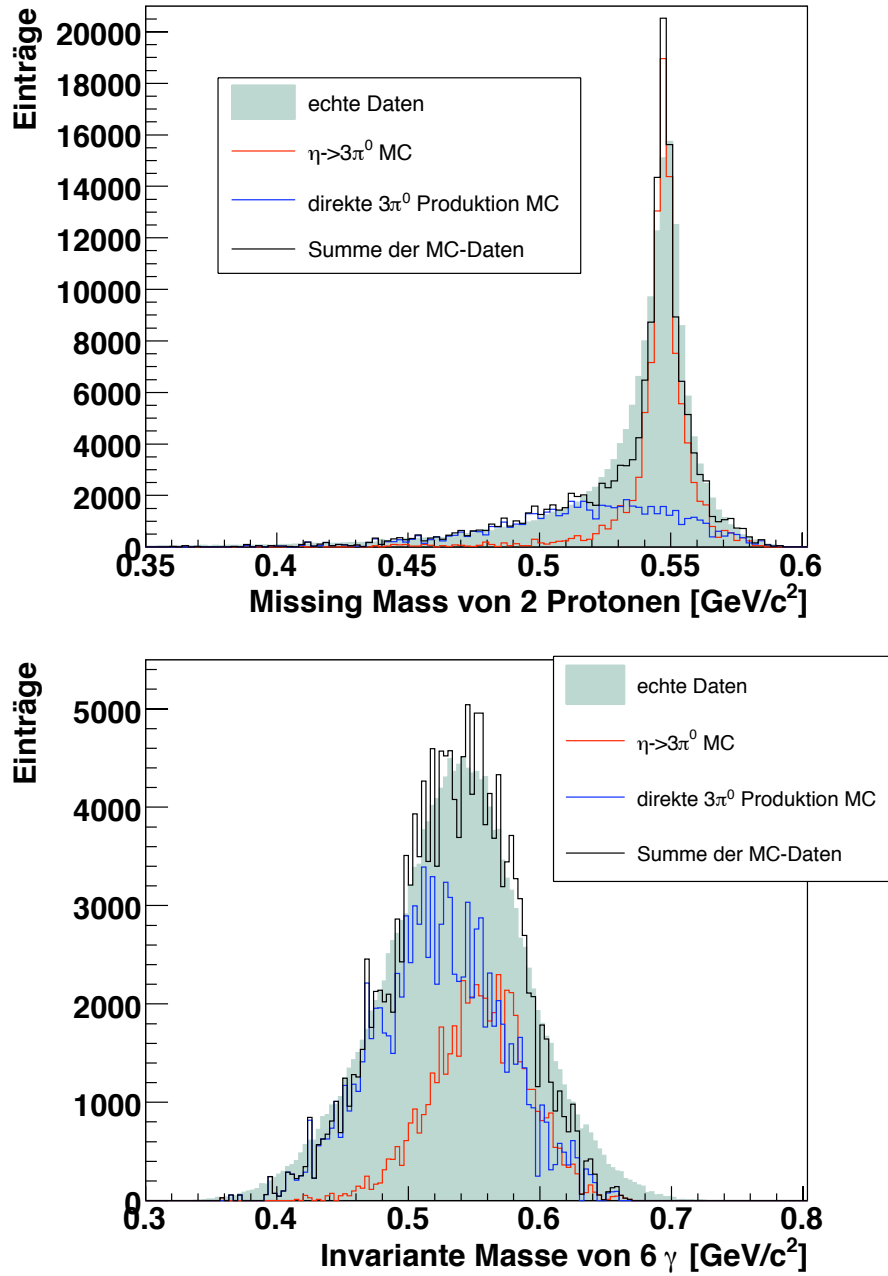 Einträge
20000
18000
16000
14000
12000
10000
8000
6000
4000
2000
0
echte Daten
η->3π⁰ MC
direkte 3π⁰ Produktion MC
Summe der MC-Daten
0.35 0.4 0.45 0.5 0.55 0.6
Missing Mass von 2 Protonen [GeV/c²]
Einträge
5000
4000
3000
2000
1000
0
echte Daten
η->3π⁰ MC
direkte 3π⁰ Produktion MC
Summe der MC-Daten
0.3 0.4 0.5 0.6 0.7 0.8
Invariante Masse von 6 γ [GeV/c²]